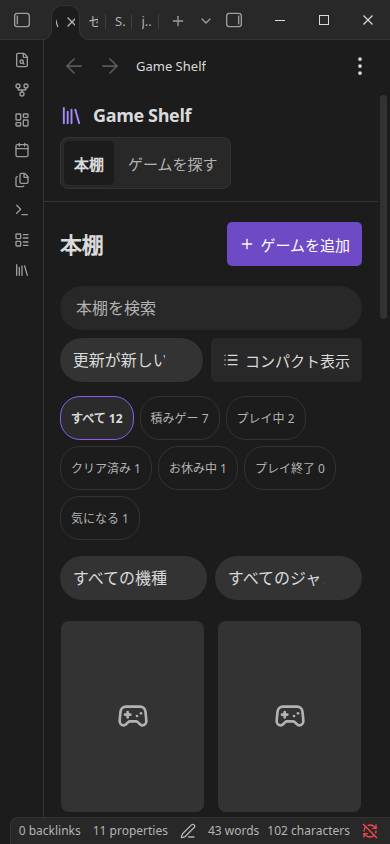 S.
j..
Game Shelf
Game Shelf
本棚
ゲームを探す
本棚
+ ゲームを追加
本棚を検索
更新が新しい
コンパクト表示
すべて 12
積みゲー 7
プレイ中 2
クリア済み 1
お休み中 1
プレイ終了 0
気になる 1
すべての機種
すべてのジャ
0 backlinks
11 properties
43 words
102 characters